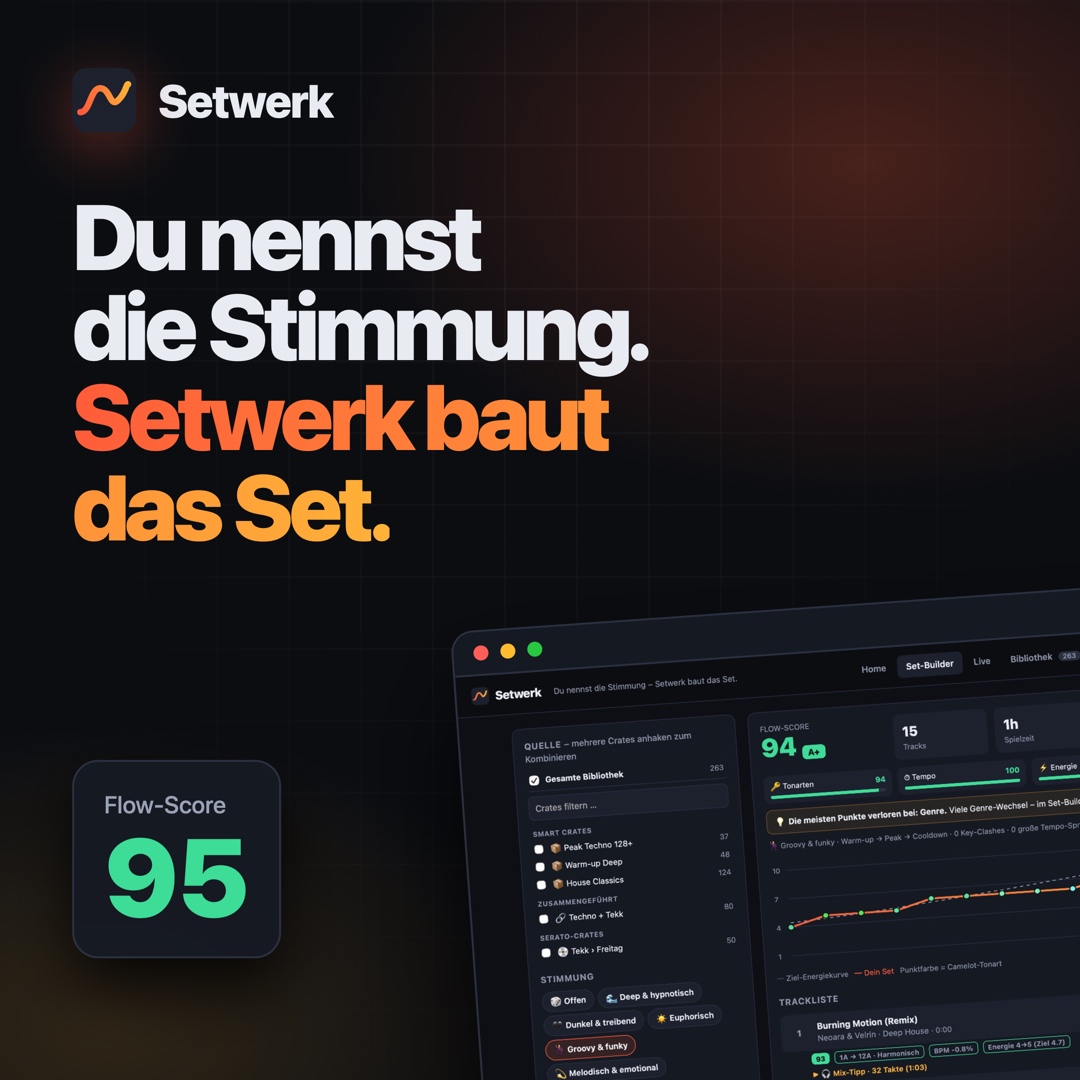 Setwerk
Du nennst
die Stimmung.
Setwerk baut
das Set.
Flow-Score
95
Setwerk Du nennst die Stimmung – Setwerk baut das Set.
Home Set-Builder Live Bibliothek 263
QUELLE – mehrere Crates anhaken zum
Kombinieren
Gesamte Bibliothek 263
Crates filtern ...
SMART CRATES
Peak Techno 128+ 37
Warm-up Deep 48
House Classics 124
ZUSAMMENGEFÜHRT
Techno + Tekk 80
SERATO-CRATES
Tekk › Freitag 50
STIMMUNG
Offen Deep & hypnotisch
Dunkel & treibend Euphorisch
Groovy & funky
Melodisch & emotional
FLOW-SCORE
94 A+
15
Tracks
1h
Spielzeit
Tonarten 94
Tempo 100
Energie
Die meisten Punkte verloren bei: Genre. Viele Genre-Wechsel – im Set-Buil
Groovy & funky · Warm-up → Peak → Cooldown · 0 Key-Clashes · 0 große Tempo-Spr
10
7
4
1
Ziel-Energiekurve Dein Set Punktfarbe = Camelot-Tonart
TRACKLISTE
1 Burning Motion (Remix)
Neoara & Velrin · Deep House · 0:00
93 1A → 12A · Harmonisch BPM -0.8% Energie 4→5 (Ziel 4.7)
Mix-Tipp · 32 Takte (1:03)